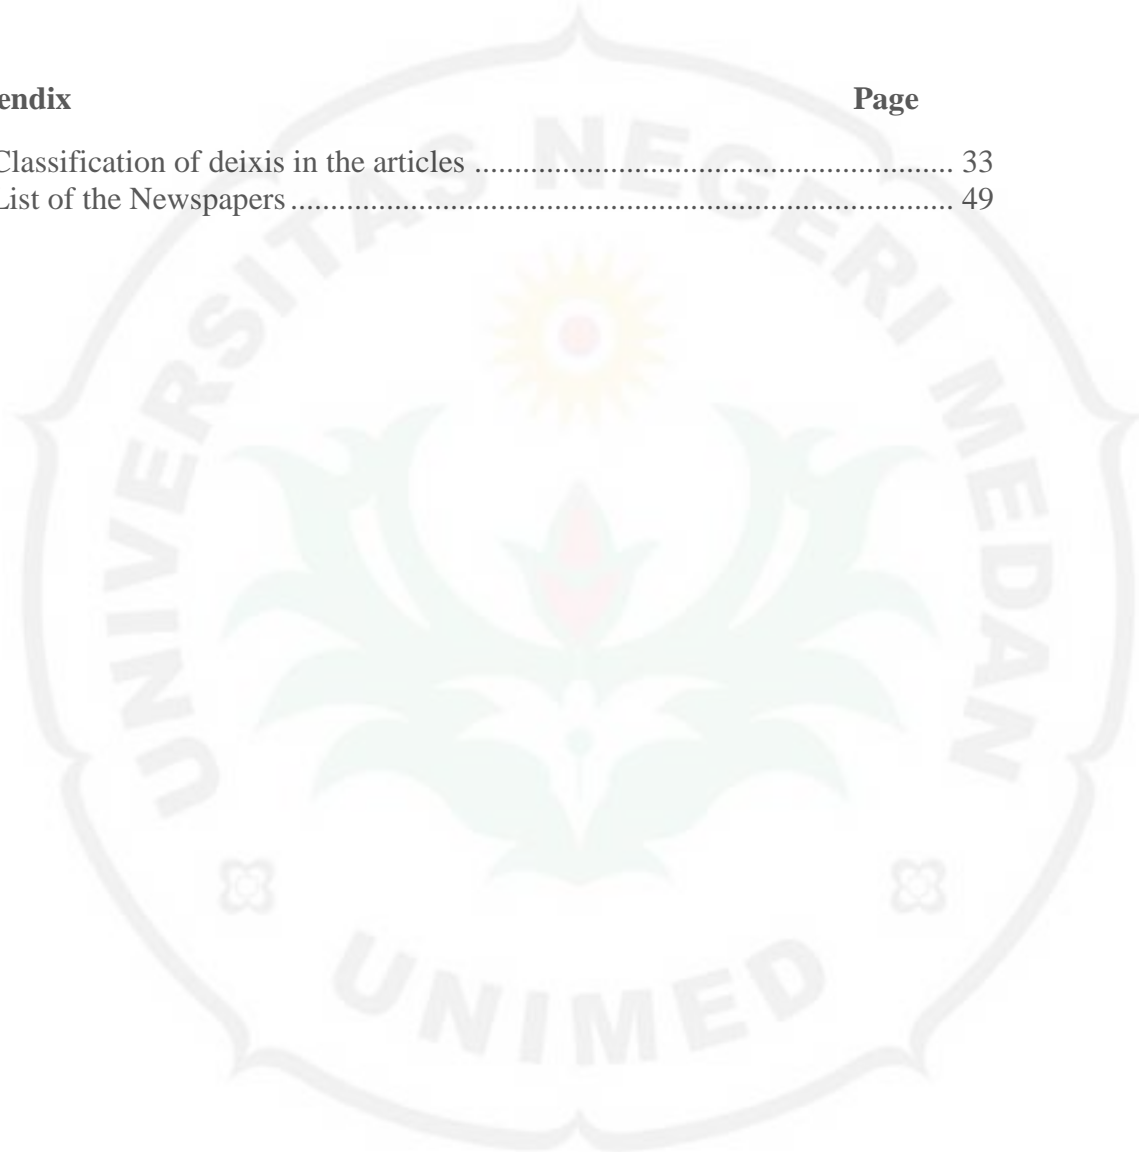 endix Page
Classification of deixis in the articles .................................................. 33
List of the Newspapers ...................................................................... 49
UNIVERSITAS NEGERI MEDAN
UNIMED